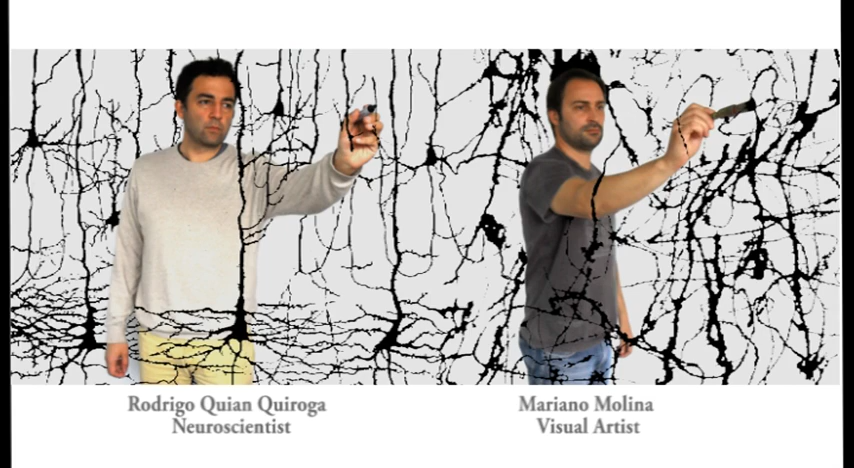 Rodrigo Quian Quiroga
Neuroscientist
Mariano Molina
Visual Artist